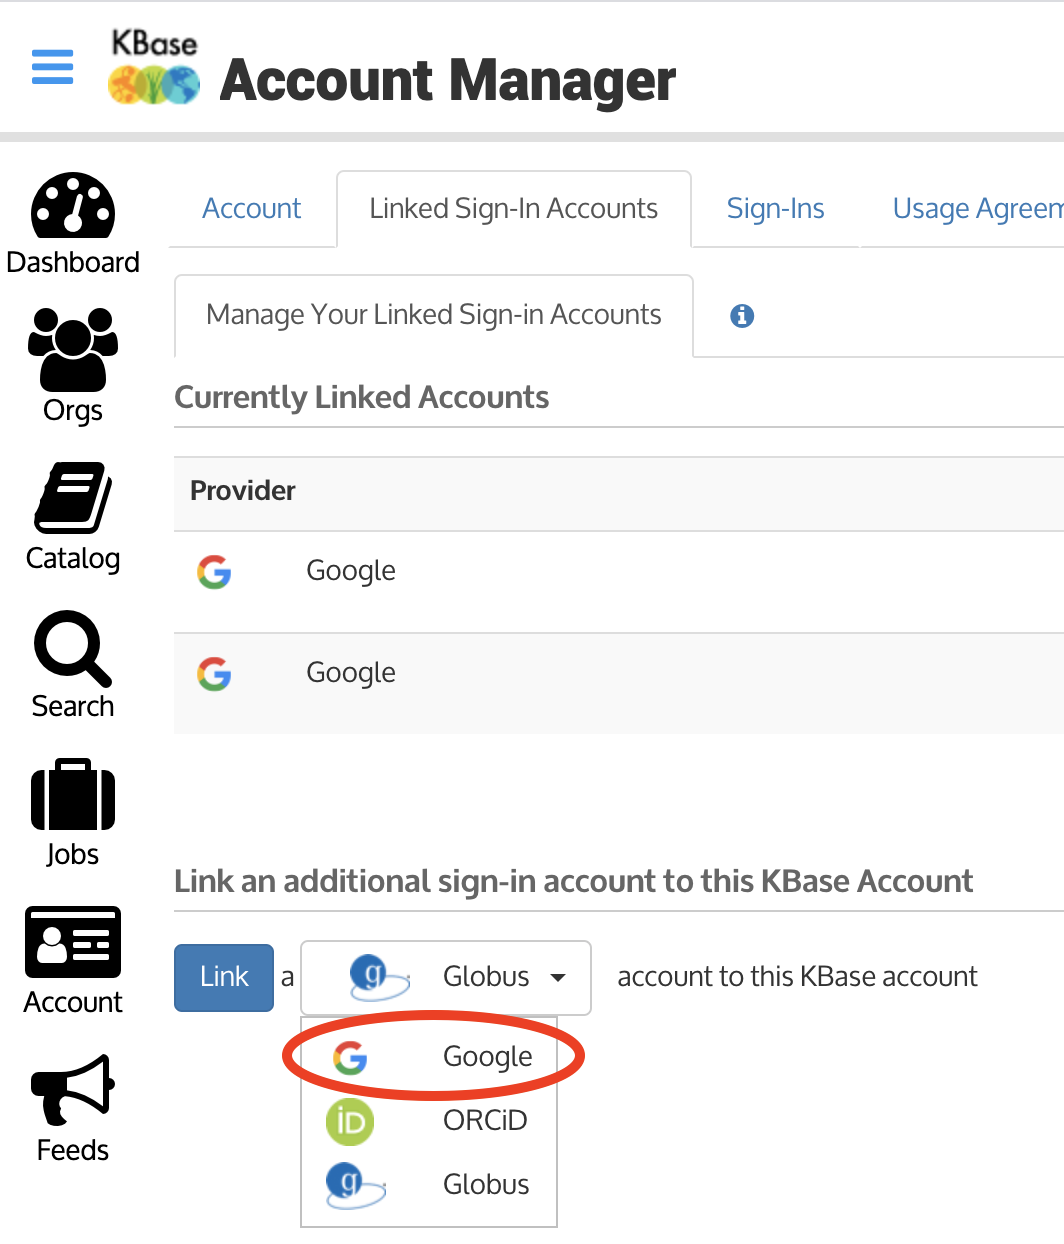 KBase
Account Manager
Dashboard
Orgs
Catalog
Search
Jobs
Account
Feeds
Account
Linked Sign-In Accounts
Sign-Ins
Usage Agreem
Manage Your Linked Sign-in Accounts
Currently Linked Accounts
Provider
Google
Google
Link an additional sign-in account to this KBase Account
Link a Globus account to this KBase account
Google
iD ORCiD
Globus